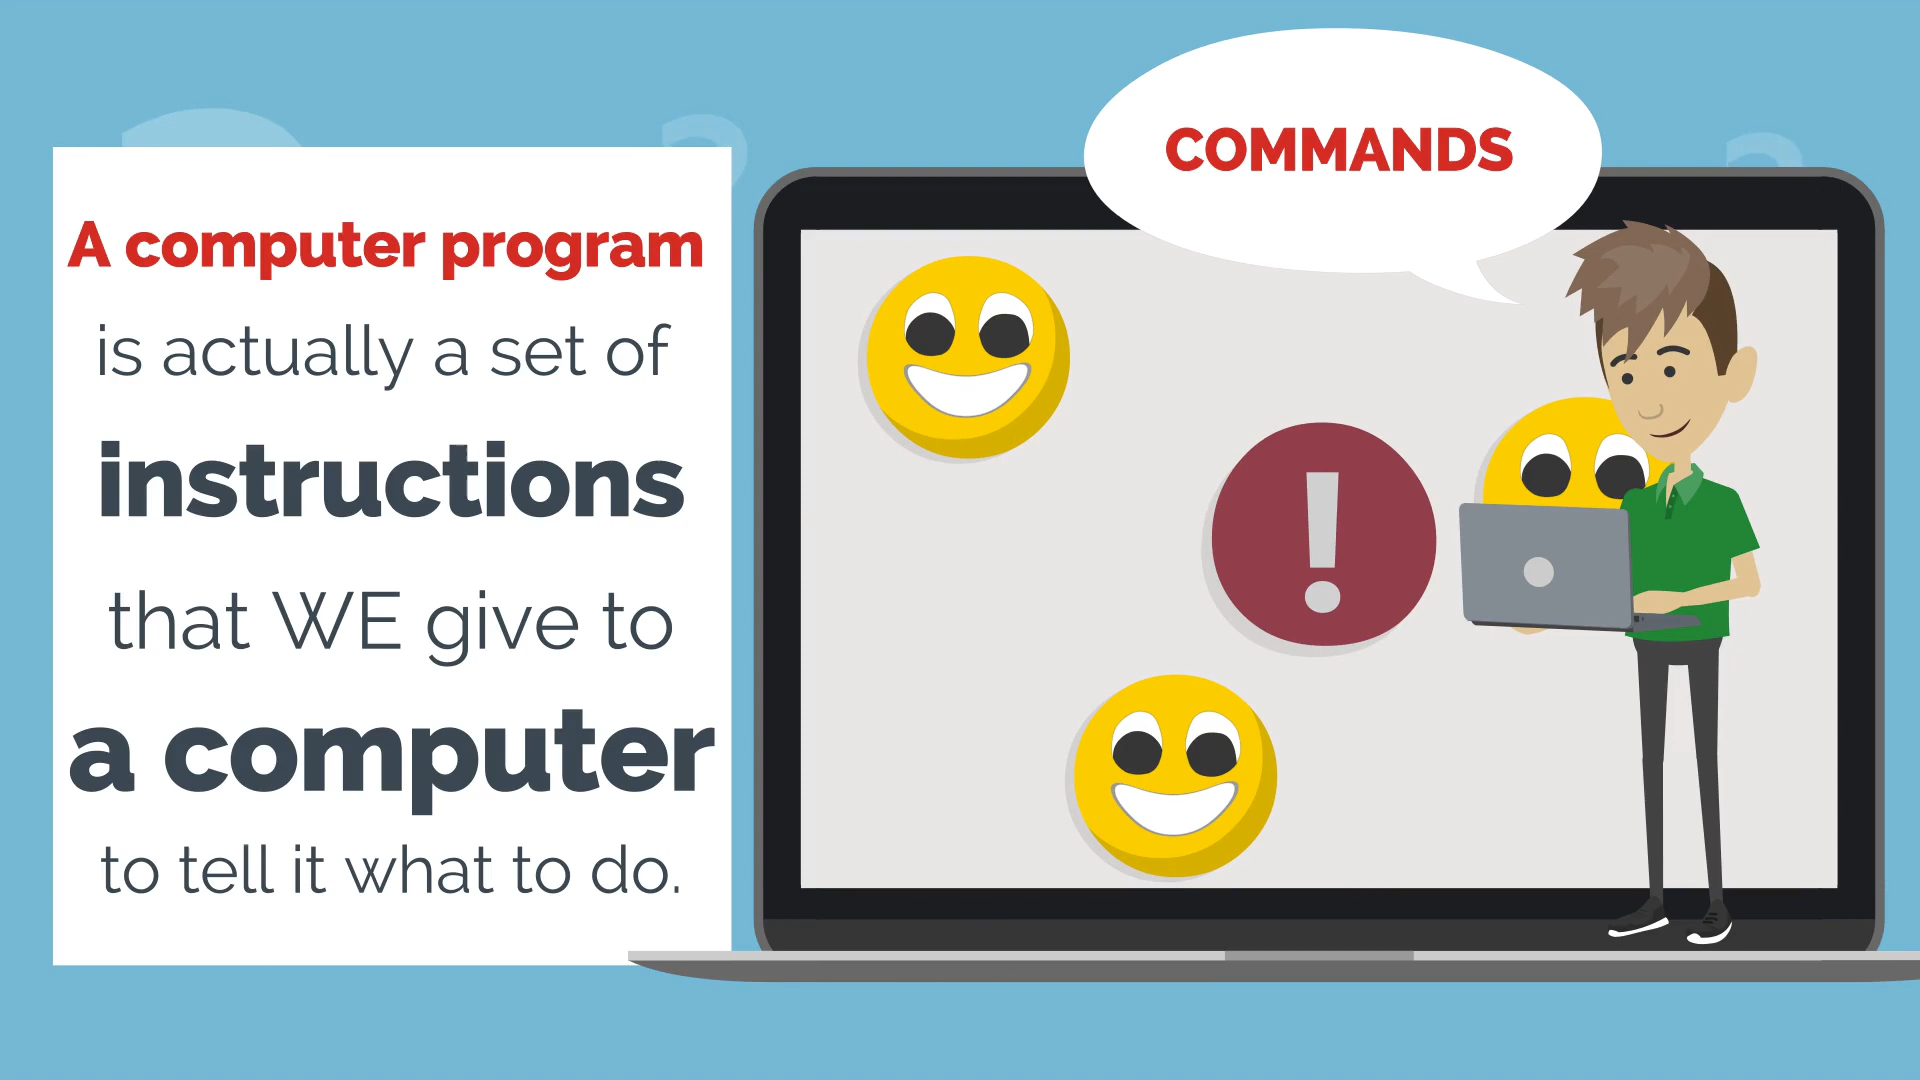 A computer program
is actually a set of
instructions
that WE give to
a computer
to tell it what to do.
COMMANDS
!